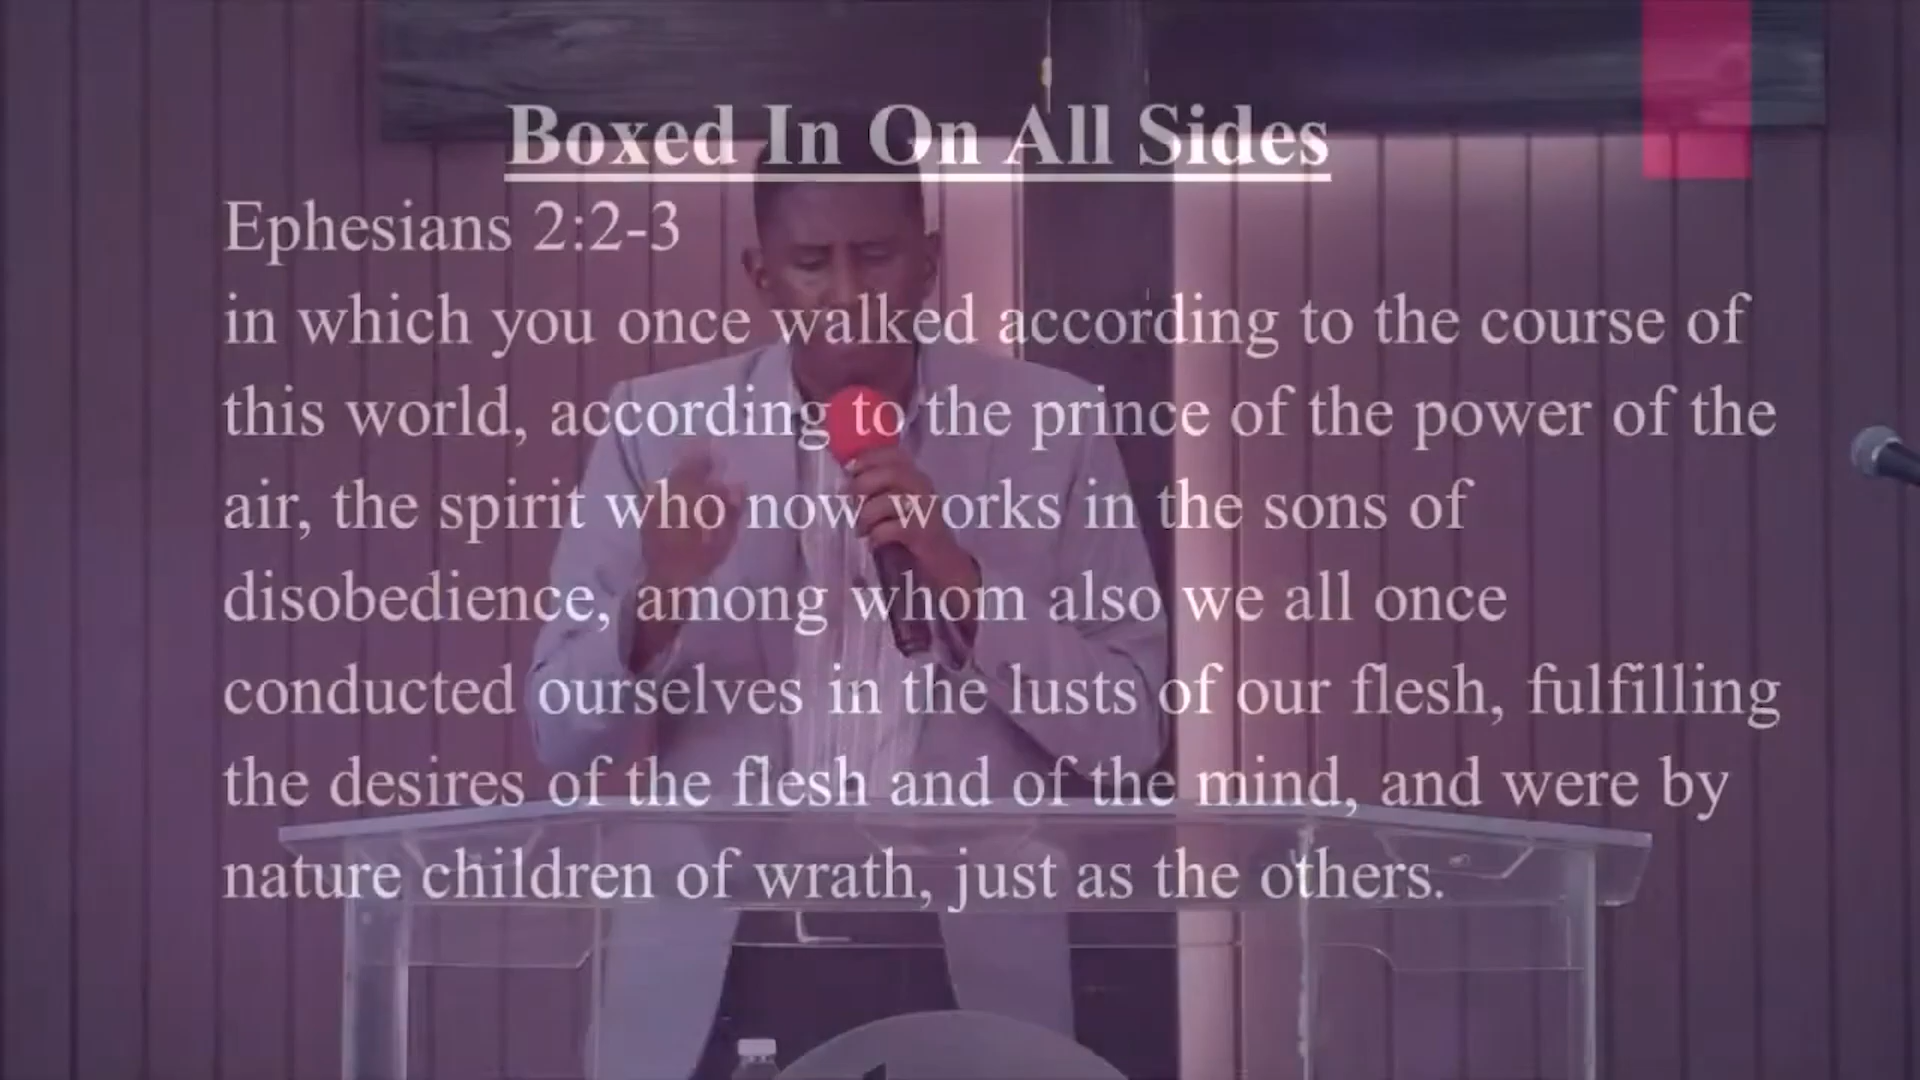 Boxed In On All Sides
Ephesians 2:2-3
in which you once walked according to the course of
this world, according to the prince of the power of the
air, the spirit who now works in the sons of
disobedience, among whom also we all once
conducted ourselves in the lusts of our flesh, fulfilling
the desires of the flesh and of the mind, and were by
nature children of wrath, just as the others.